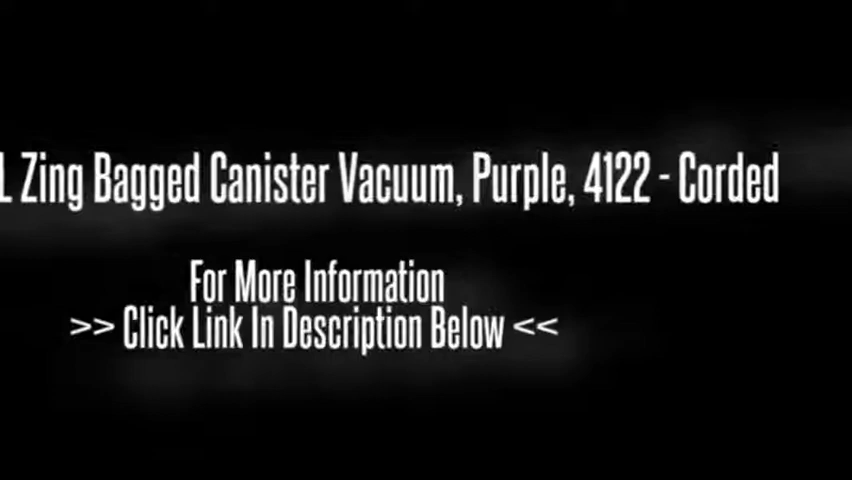 L Zing Bagged Canister Vacuum, Purple, 4122 - Corded
For More Information
>> Click Link In Description Below <<